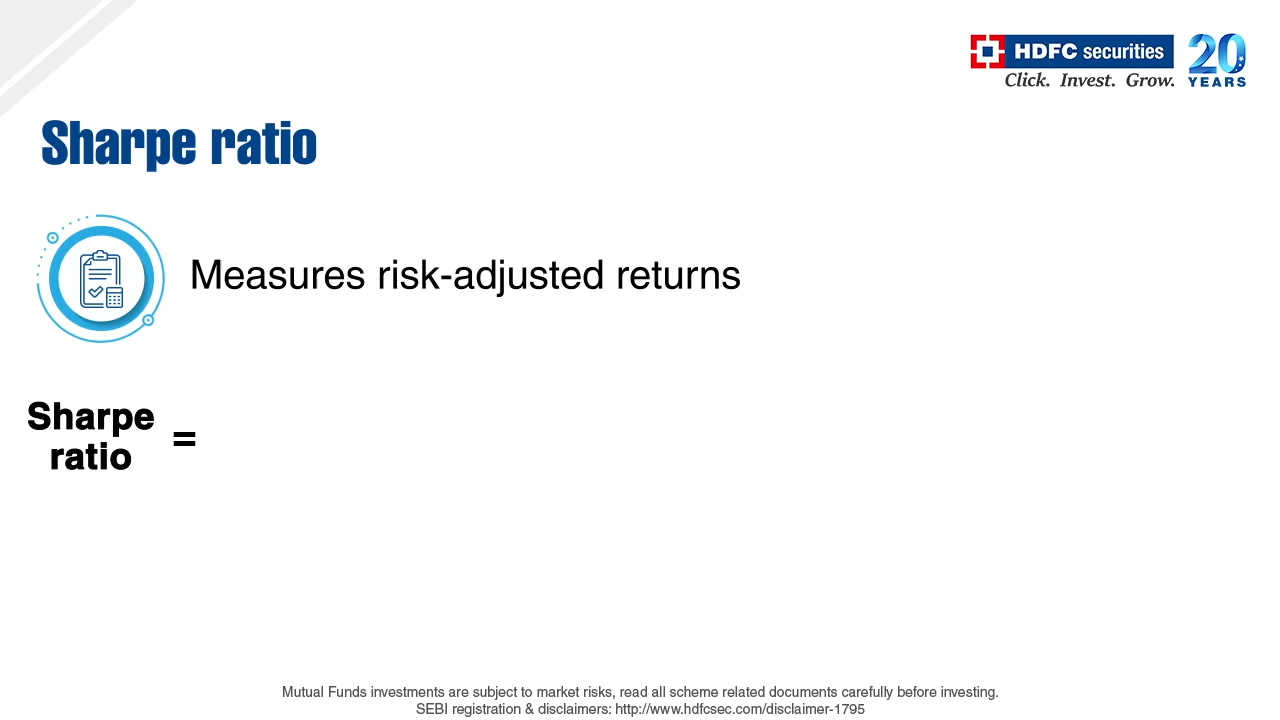 HDFC securities
Click. Invest. Grow.
20
YEARS
Sharpe ratio
Measures risk-adjusted returns
Sharpe
ratio
=
Mutual Funds investments are subject to market risks, read all scheme related documents carefully before investing.
SEBI registration & disclaimers: http://www.hdfcsec.com/disclaimer-1795